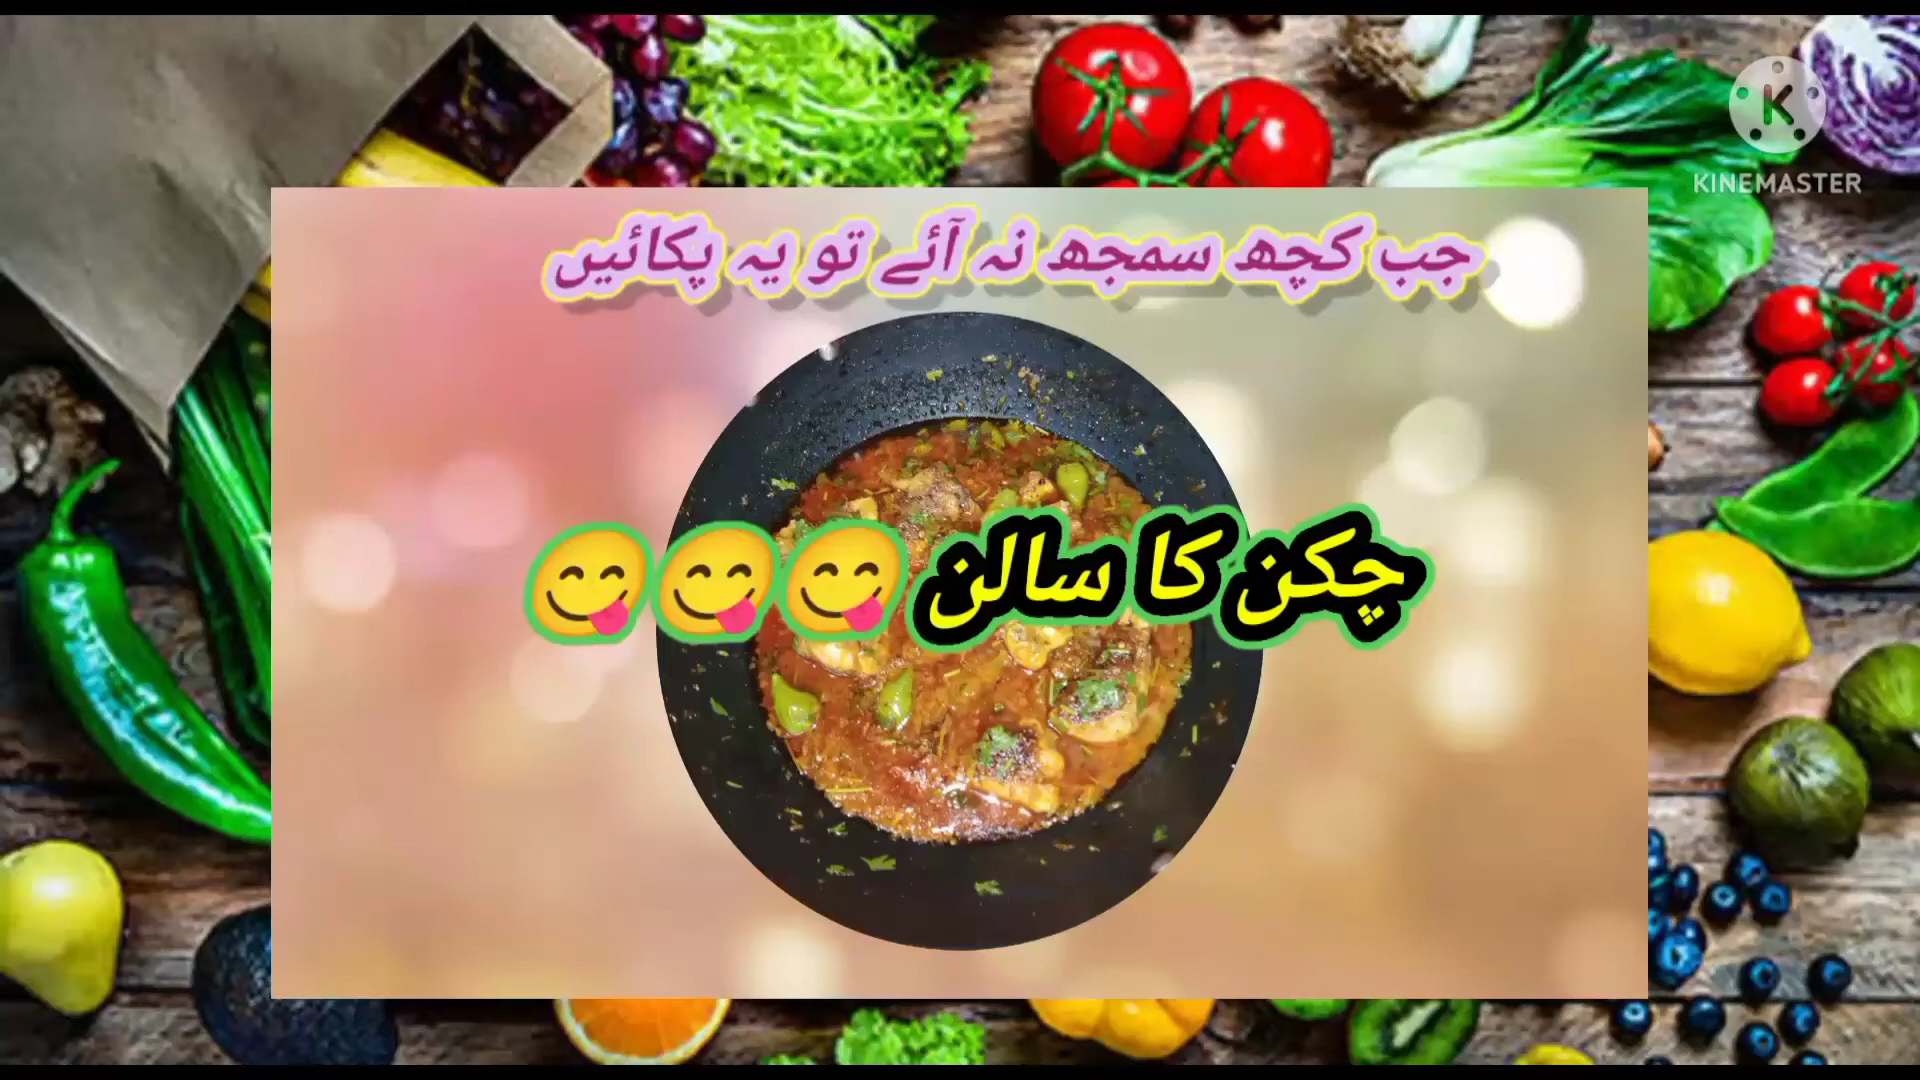 K
KINEMASTER
جب کچھ سمجھ نہ آئے تو یہ پکائیں
چکن کا سالن 😋😋😋